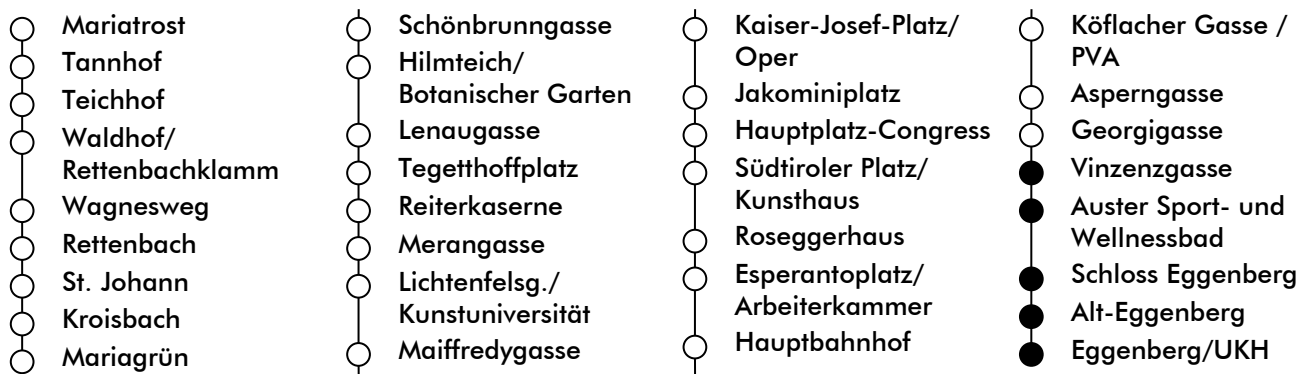 Mariatrost
Tannhof
Teichhof
Waldhof/
Rettenbachklamm
Wagnesweg
Rettenbach
St. Johann
Kroisbach
Mariagrün
Schönbrunngasse
Hilmteich/
Botanischer Garten
Lenaugasse
Tegetthoffplatz
Reiterkaserne
Merangasse
Lichtenfelsg./
Kunstuniversität
Maiffredygasse
Kaiser-Josef-Platz/
Oper
Jakominiplatz
Hauptplatz-Congress
Südtiroler Platz/
Kunsthaus
Roseggerhaus
Esperantoplatz/
Arbeiterkammer
Hauptbahnhof
Köflacher Gasse /
PVA
Asperngasse
Georgigasse
Vinzenzgasse
Auster Sport- und
Wellnessbad
Schloss Eggenberg
Alt-Eggenberg
Eggenberg/UKH